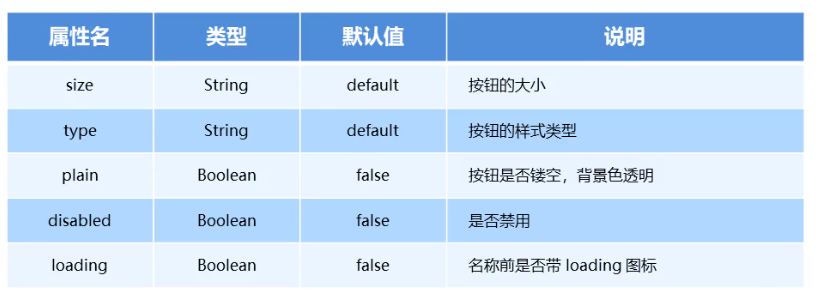 属性名 类型 默认值 说明
size String default 按钮的大小
type String default 按钮的样式类型
plain Boolean false 按钮是否镂空，背景色透明
disabled Boolean false 是否禁用
loading Boolean false 名称前是否带 loading 图标